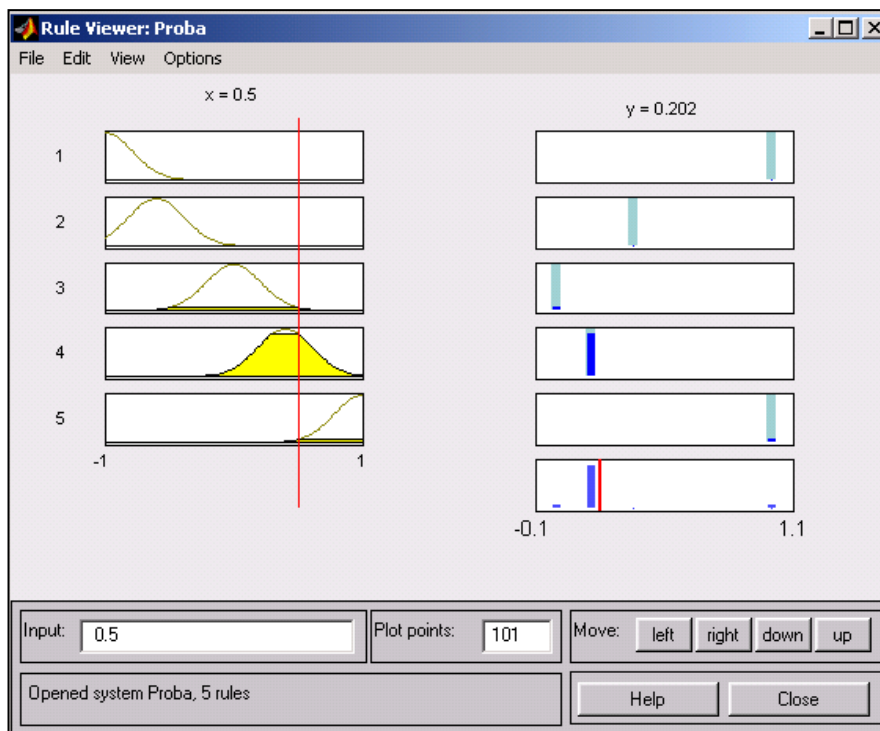 Rule Viewer: Proba
File Edit View Options
x = 0.5
y = 0.202
1
2
3
4
5
-1 1
-0.1 1.1
Input: 0.5
Plot points: 101
Move: left right down up
Opened system Proba, 5 rules
Help Close